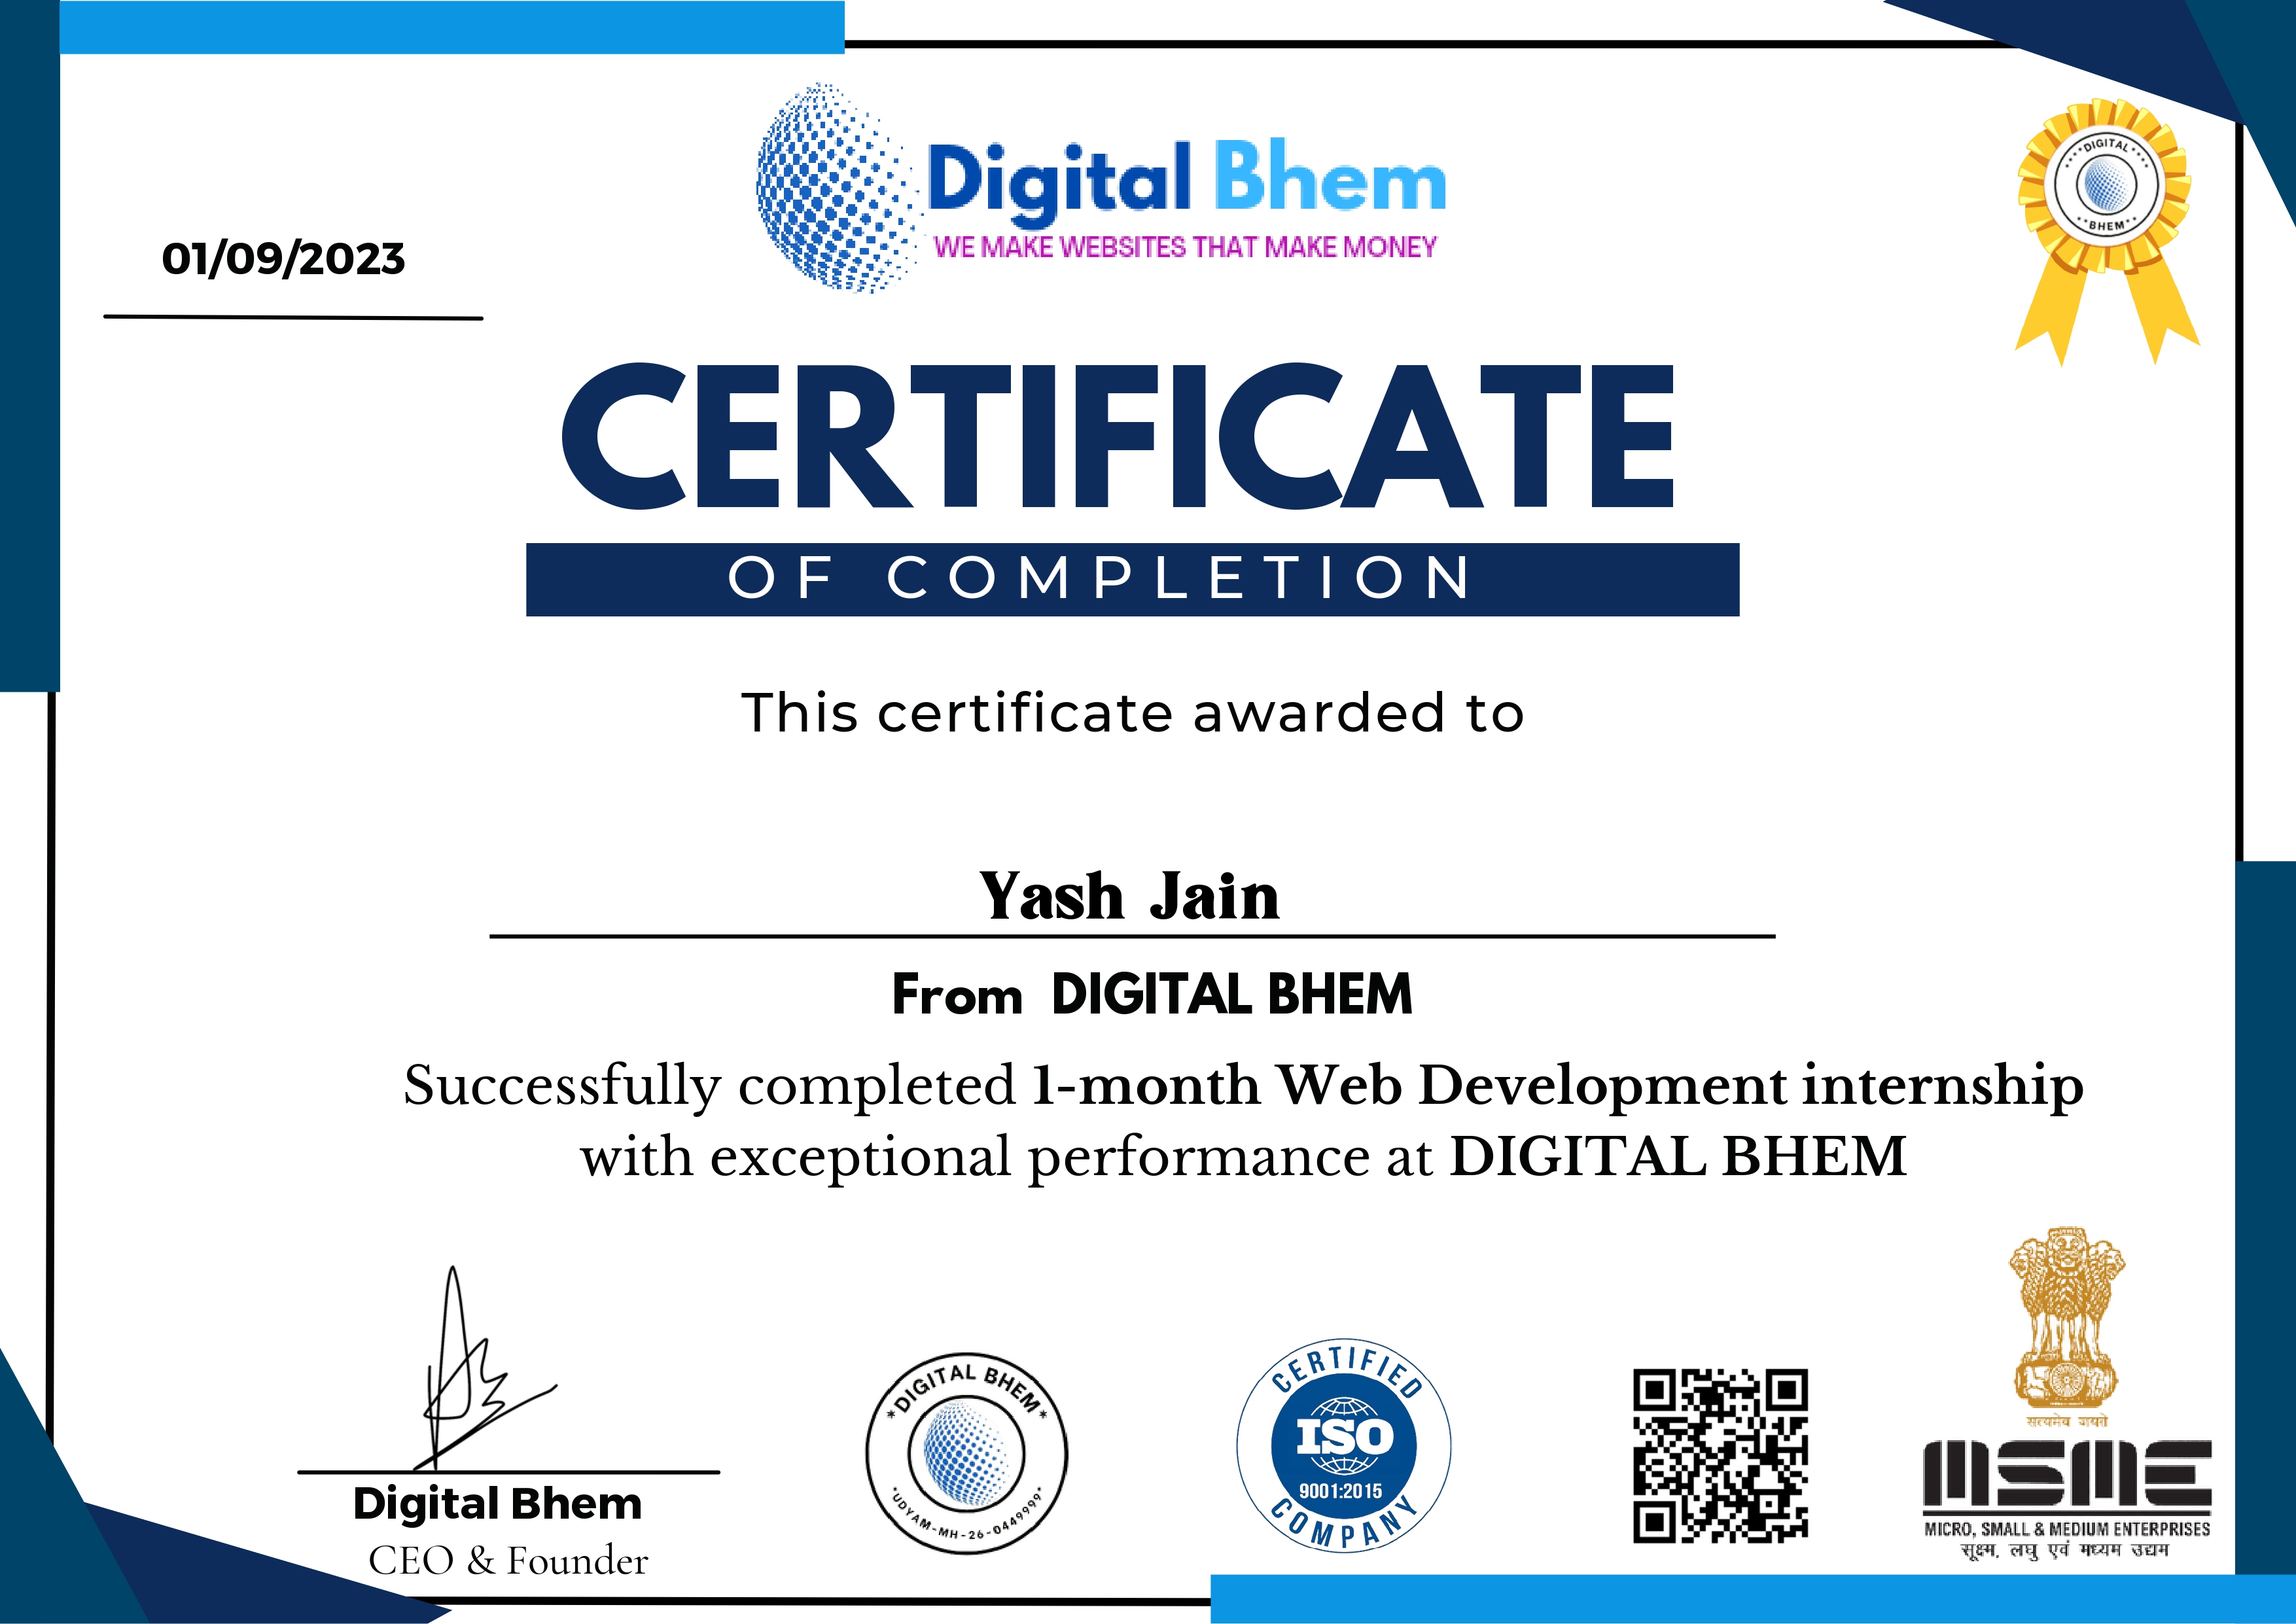 Digital Bhem
WE MAKE WEBSITES THAT MAKE MONEY
DIGITAL
BHEM
01/09/2023
CERTIFICATE
OF COMPLETION
This certificate awarded to
Yash Jain
From DIGITAL BHEM
Successfully completed 1-month Web Development internship
with exceptional performance at DIGITAL BHEM
Digital Bhem
CEO & Founder
*DIGITAL BHEM*
*UDYAM-MH-26-0449999*
CERTIFIED
ISO
9001:2015
COMPANY
सत्यमेव जयते
MSME
MICRO, SMALL & MEDIUM ENTERPRISES
सूक्ष्म, लघु एवं मध्यम उद्यम